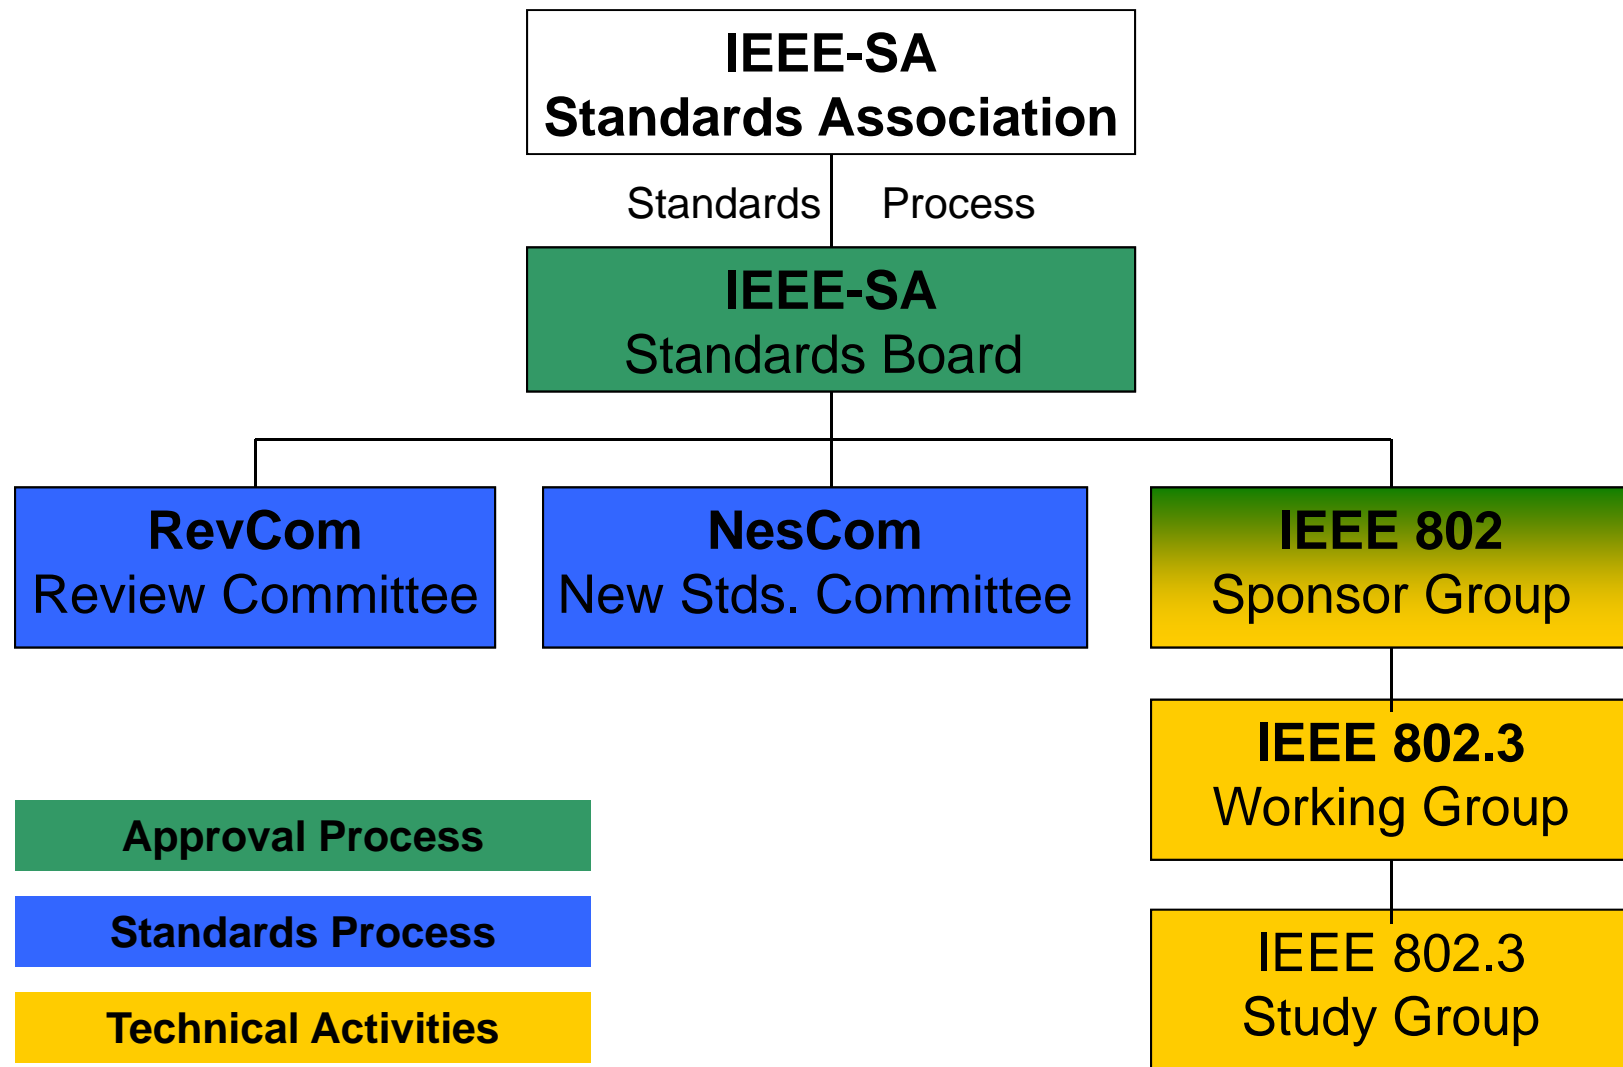 IEEE-SA
Standards Association
Standards Process
IEEE-SA
Standards Board
RevCom
Review Committee
NesCom
New Stds. Committee
IEEE 802
Sponsor Group
IEEE 802.3
Working Group
IEEE 802.3
Study Group
Approval Process
Standards Process
Technical Activities